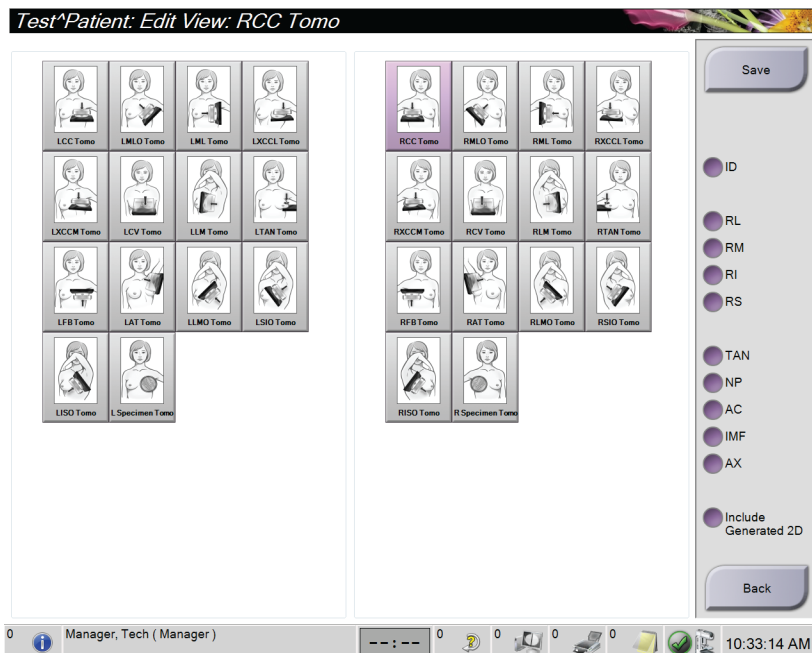 Test^Patient: Edit View: RCC Tomo
LCC Tomo LMLO Tomo LML Tomo LXCCL Tomo
LXCCM Tomo LCV Tomo LLM Tomo LTAN Tomo
LFB Tomo LAT Tomo LLMO Tomo LSIO Tomo
LISO Tomo L Specimen Tomo
RCC Tomo RMLO Tomo RML Tomo RXCCL Tomo
RXCCM Tomo RCV Tomo RLM Tomo RTAN Tomo
RFB Tomo RAT Tomo RLMO Tomo RSIO Tomo
RISO Tomo R Specimen Tomo
Save
ID
RL
RM
RI
RS
TAN
NP
AC
IMF
AX
Include
Generated 2D
Back
0 Manager, Tech ( Manager ) --:-- 0 0 0 0 10:33:14 AM